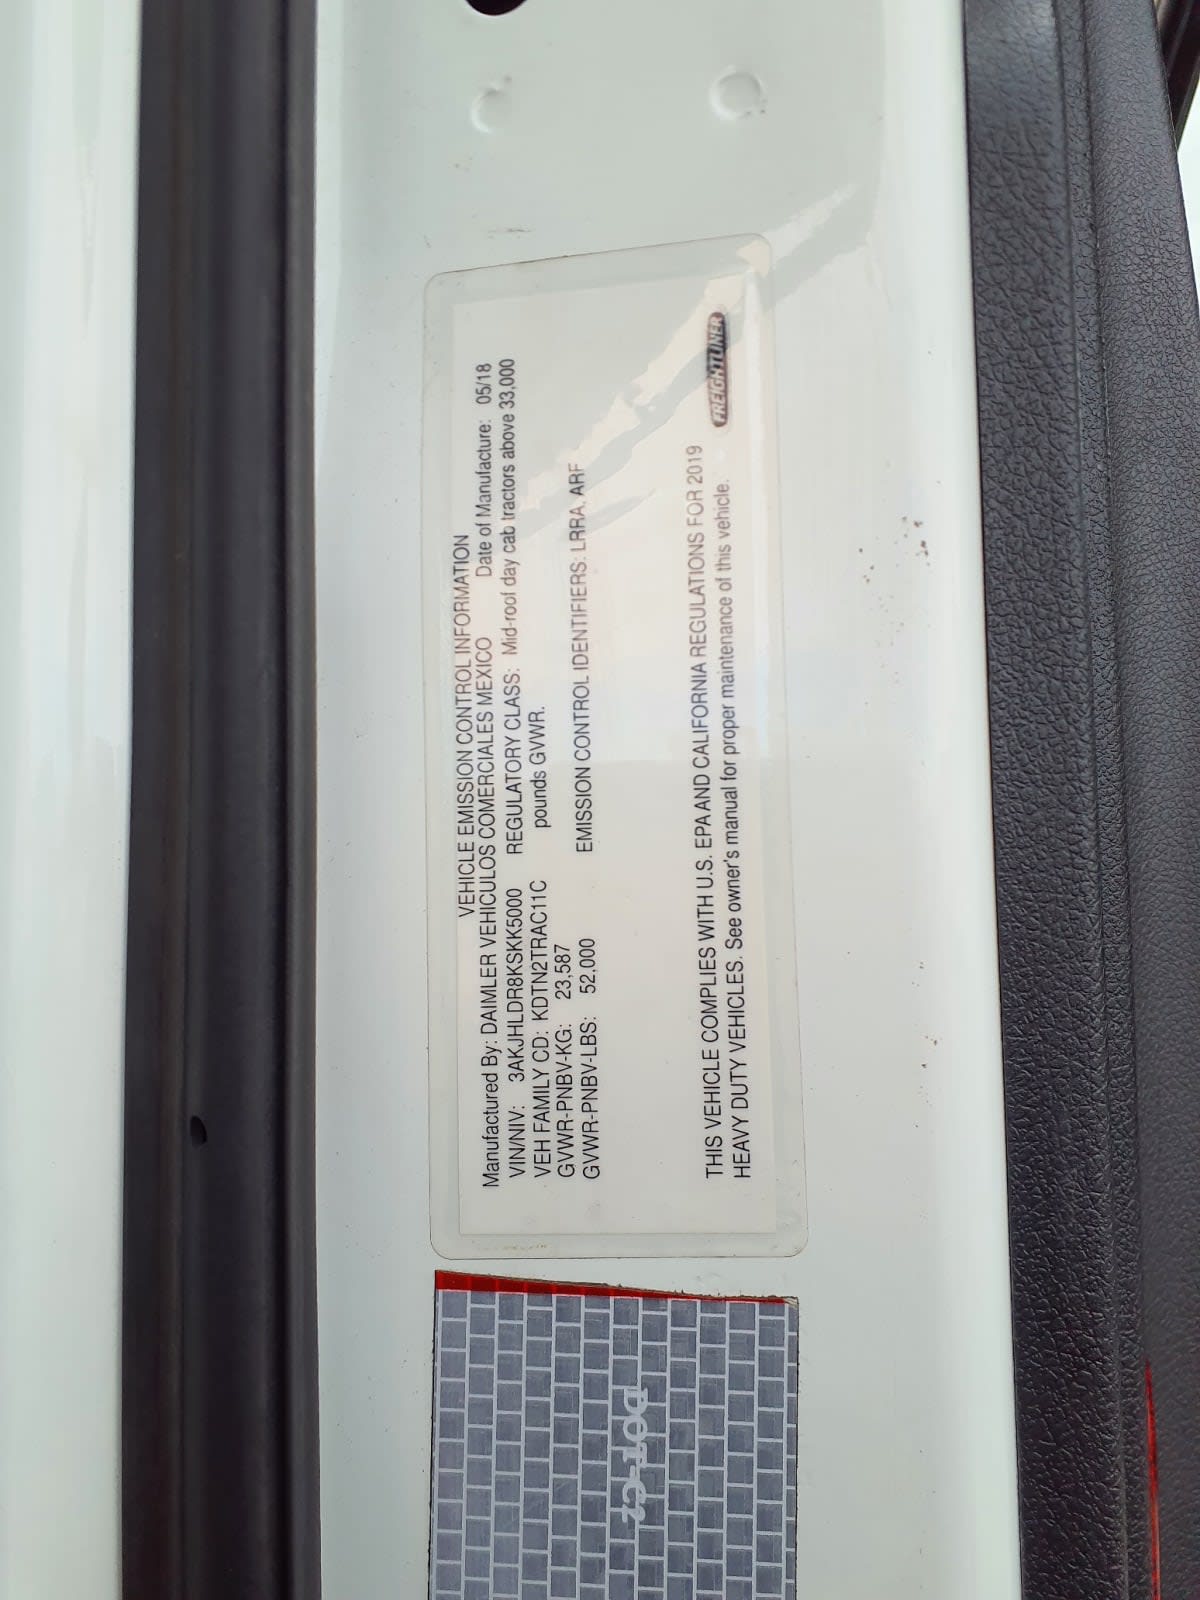 VEHICLE EMISSION CONTROL INFORMATION
Manufactured By: DAIMLER VEHICULOS COMERCIALES MEXICO Date of Manufacture: 05/18
VIN/NIV: 3AKJHLDR8KSKK5000 REGULATORY CLASS: Mid-roof day cab tractors above 33,000
VEH FAMILY CD: KDTN2TRAC11C pounds GVWR.
GVWR-PNBV-KG: 23,587
GVWR-PNBV-LBS: 52,000 EMISSION CONTROL IDENTIFIERS: LRRA, ARF
THIS VEHICLE COMPLIES WITH U.S. EPA AND CALIFORNIA REGULATIONS FOR 2019
HEAVY DUTY VEHICLES. See owner's manual for proper maintenance of this vehicle.
FREIGHTLINER
DOT-C2